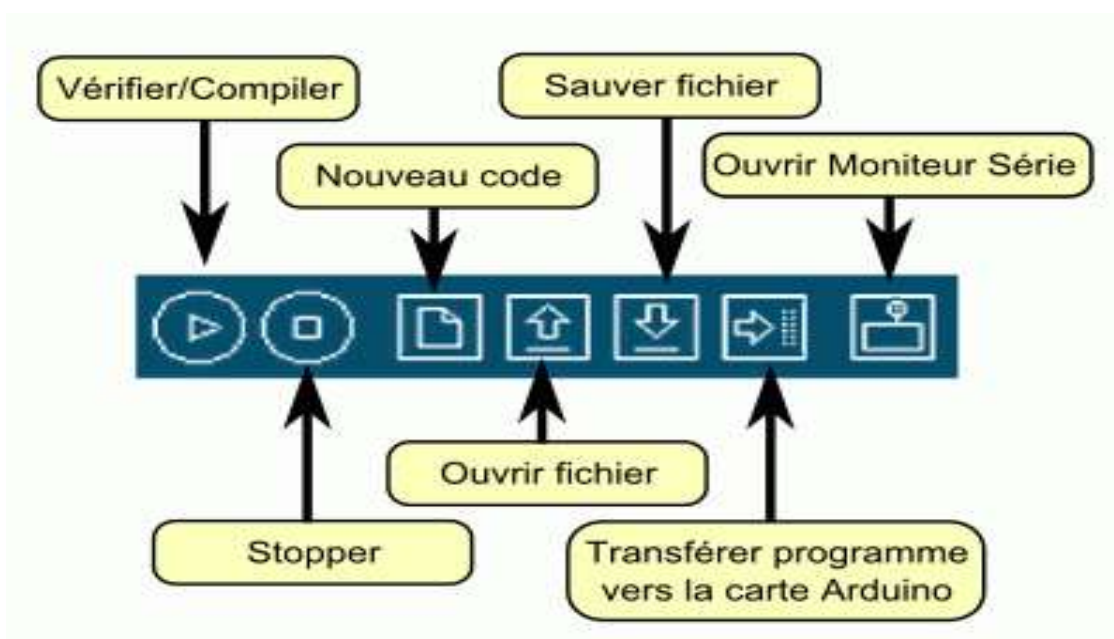 Vérifier/Compiler
Sauver fichier
Nouveau code
Ouvrir Moniteur Série
Ouvrir fichier
Stopper
Transférer programme
vers la carte Arduino